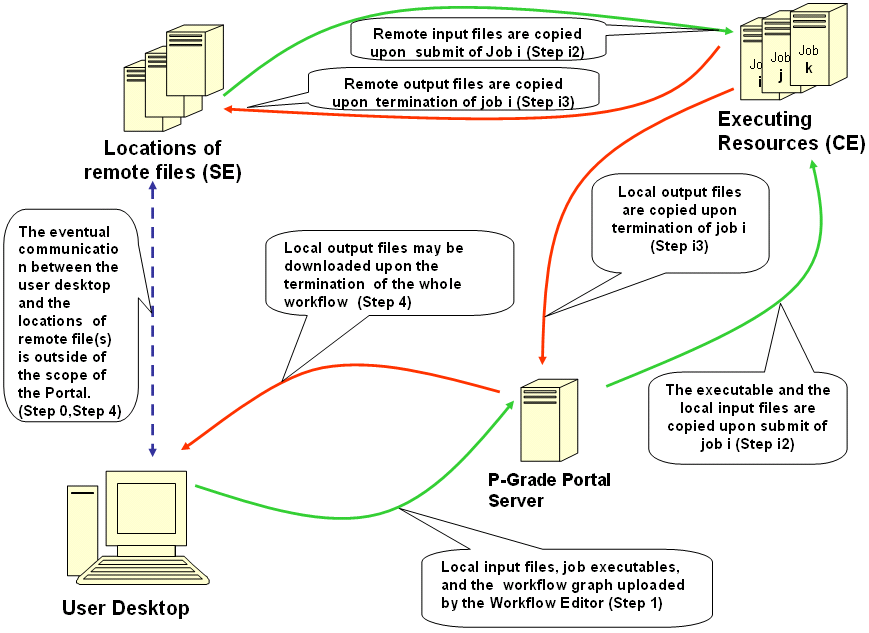 Remote input files are copied
upon submit of Job i (Step i2)
Remote output files are copied
upon termination of job i (Step i3)
Job
i
Job
j
Job
k
Executing
Resources (CE)
Locations of
remote files (SE)
The eventual
communicatio
n between the
user desktop
and the
locations of
remote file(s)
is outside of
the scope of
the Portal.
(Step 0,Step 4)
Local output files may be
downloaded upon the
termination of the whole
workflow (Step 4)
Local output files
are copied upon
termination of job i
(Step i3)
The executable and the
local input files are
copied upon submit of
job i (Step i2)
P-Grade Portal
Server
User Desktop
Local input files, job executables,
and the workflow graph uploaded
by the Workflow Editor (Step 1)